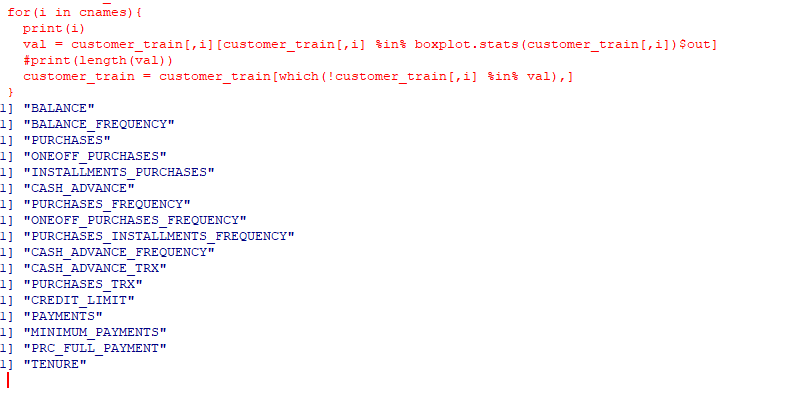 for(i in cnames){
  print(i)
  val = customer_train[,i][customer_train[,i] %in% boxplot.stats(customer_train[,i])$out]
  #print(length(val))
  customer_train = customer_train[which(!customer_train[,i] %in% val),]
}
1] "BALANCE"
1] "BALANCE_FREQUENCY"
1] "PURCHASES"
1] "ONEOFF_PURCHASES"
1] "INSTALLMENTS_PURCHASES"
1] "CASH_ADVANCE"
1] "PURCHASES_FREQUENCY"
1] "ONEOFF_PURCHASES_FREQUENCY"
1] "PURCHASES_INSTALLMENTS_FREQUENCY"
1] "CASH_ADVANCE_FREQUENCY"
1] "CASH_ADVANCE_TRX"
1] "PURCHASES_TRX"
1] "CREDIT_LIMIT"
1] "PAYMENTS"
1] "MINIMUM_PAYMENTS"
1] "PRC_FULL_PAYMENT"
1] "TENURE"